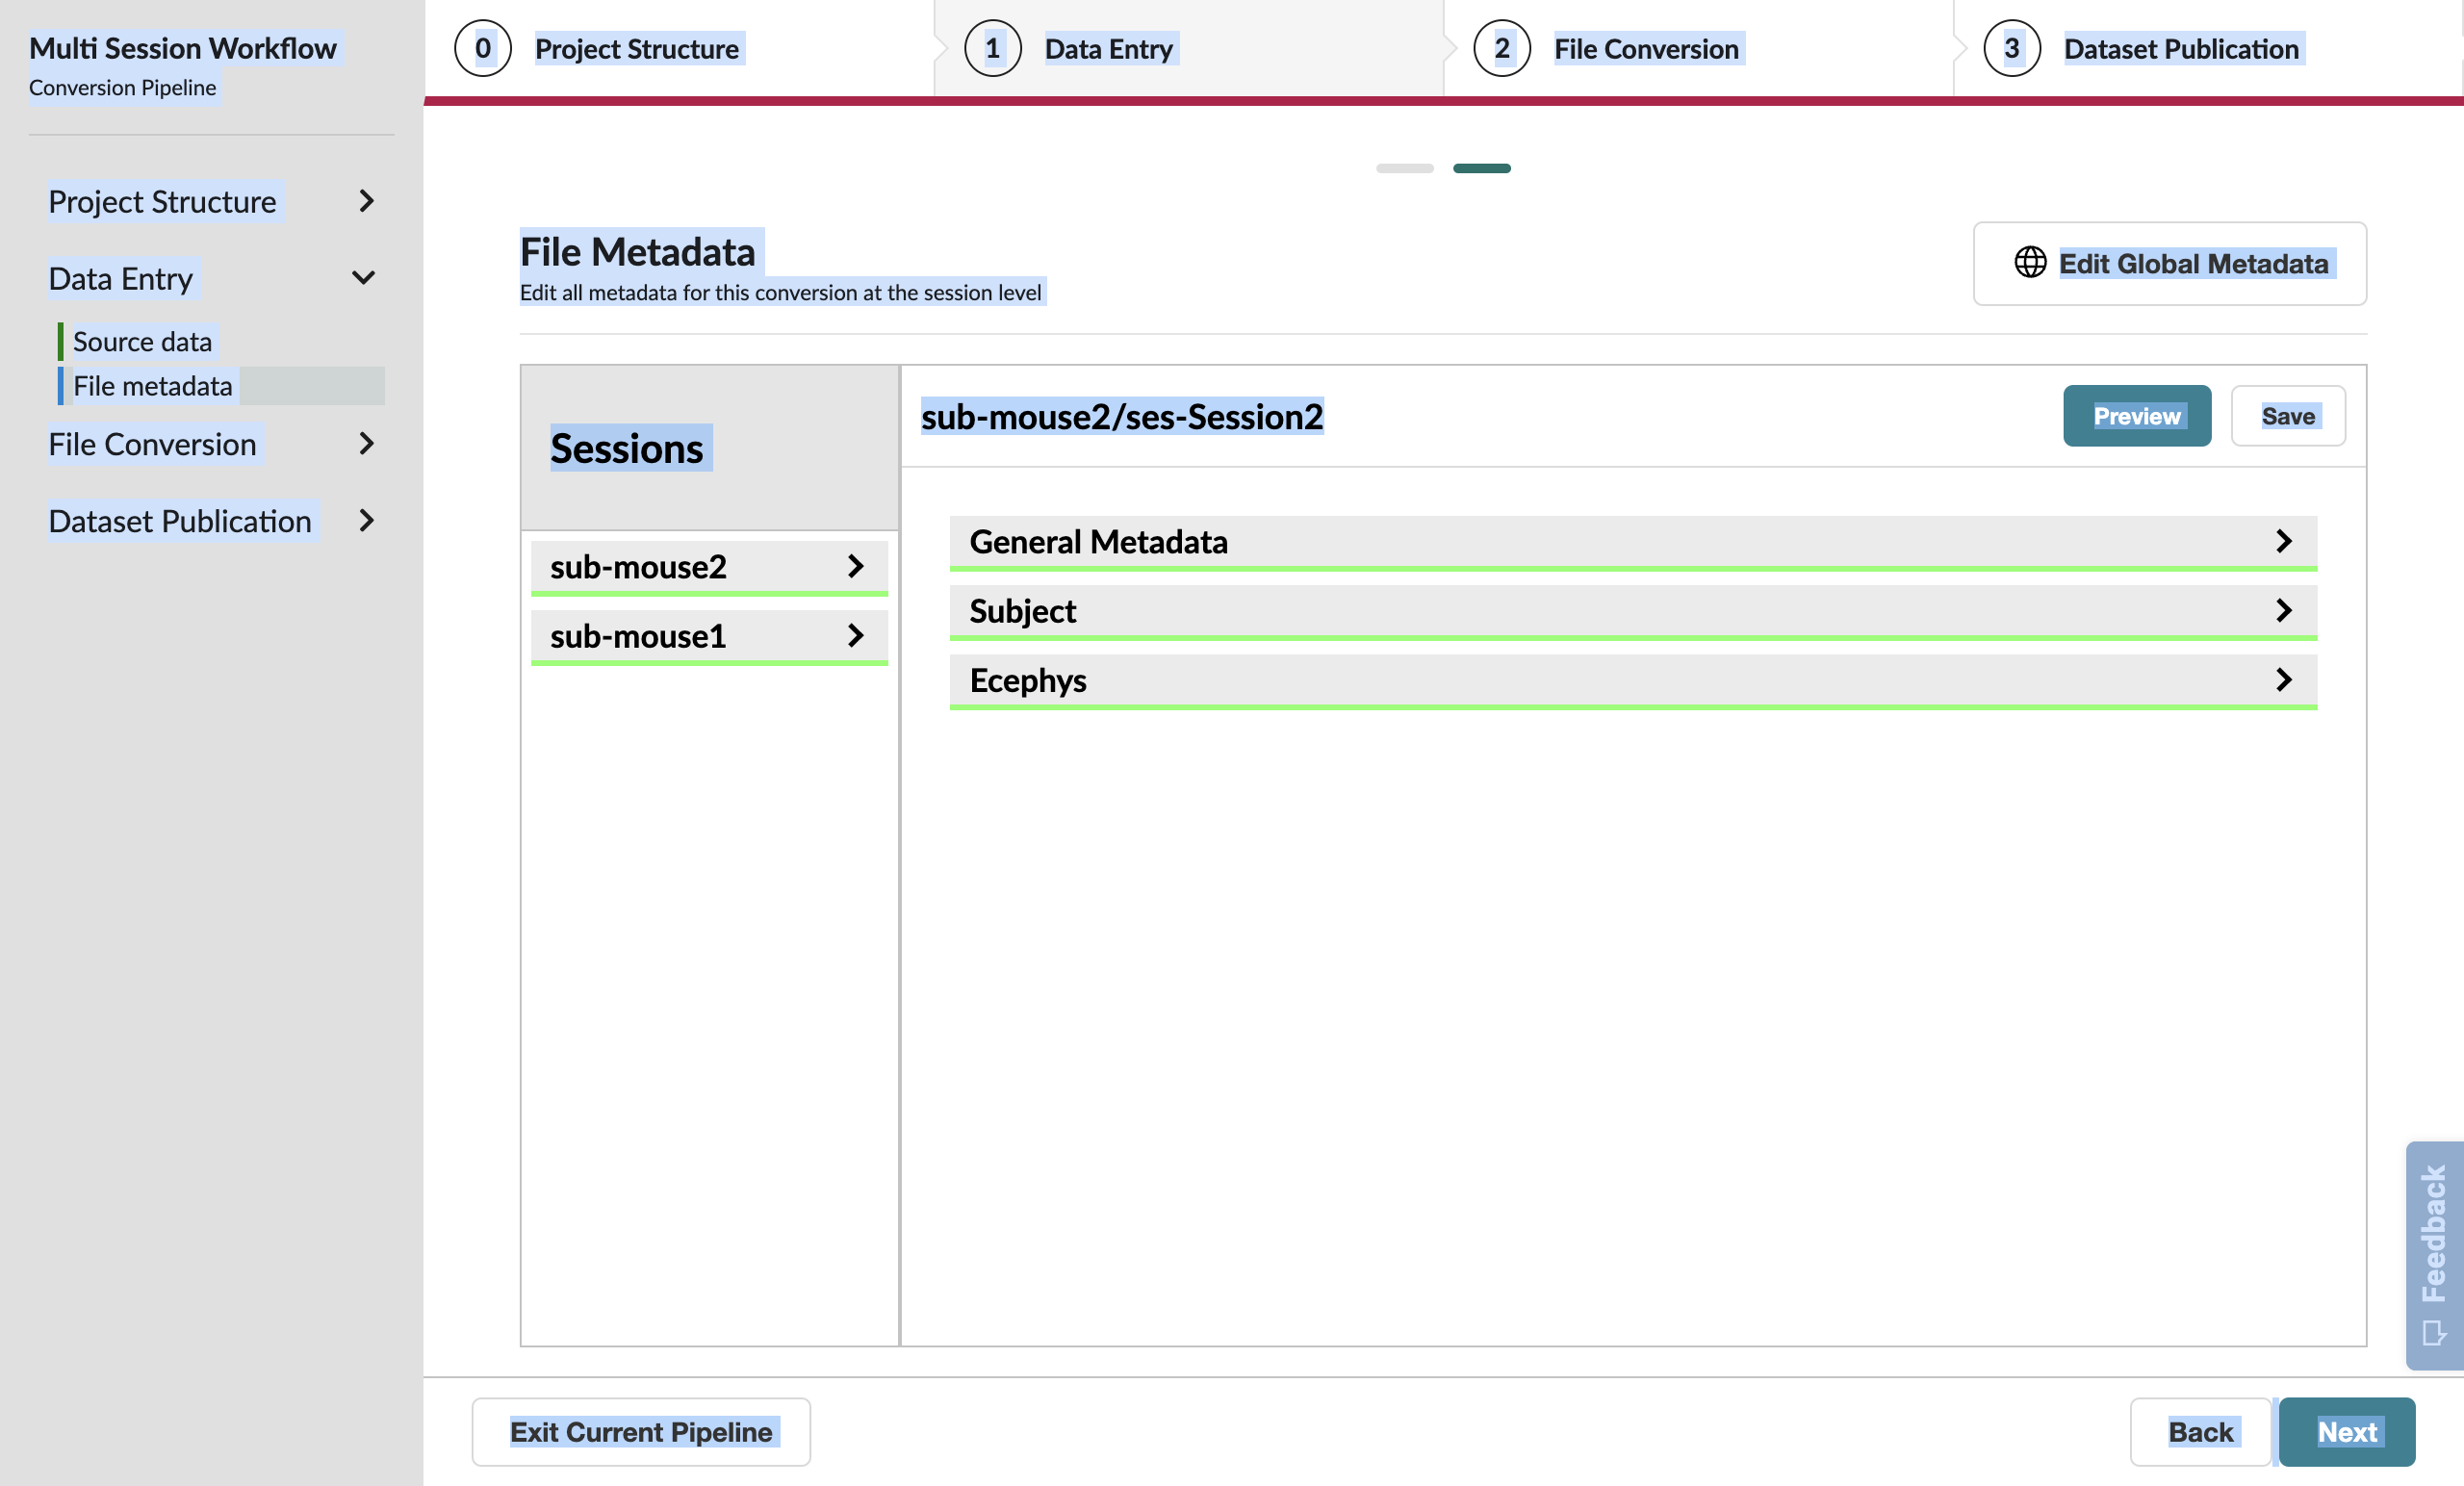 Multi Session Workflow
Conversion Pipeline
Project Structure
Data Entry
Source data
File metadata
File Conversion
Dataset Publication
0 Project Structure
1 Data Entry
2 File Conversion
3 Dataset Publication
File Metadata
Edit all metadata for this conversion at the session level
Edit Global Metadata
Sessions
sub-mouse2
sub-mouse1
sub-mouse2/ses-Session2
Preview
Save
General Metadata
Subject
Ecephys
Feedback
Exit Current Pipeline
Back
Next